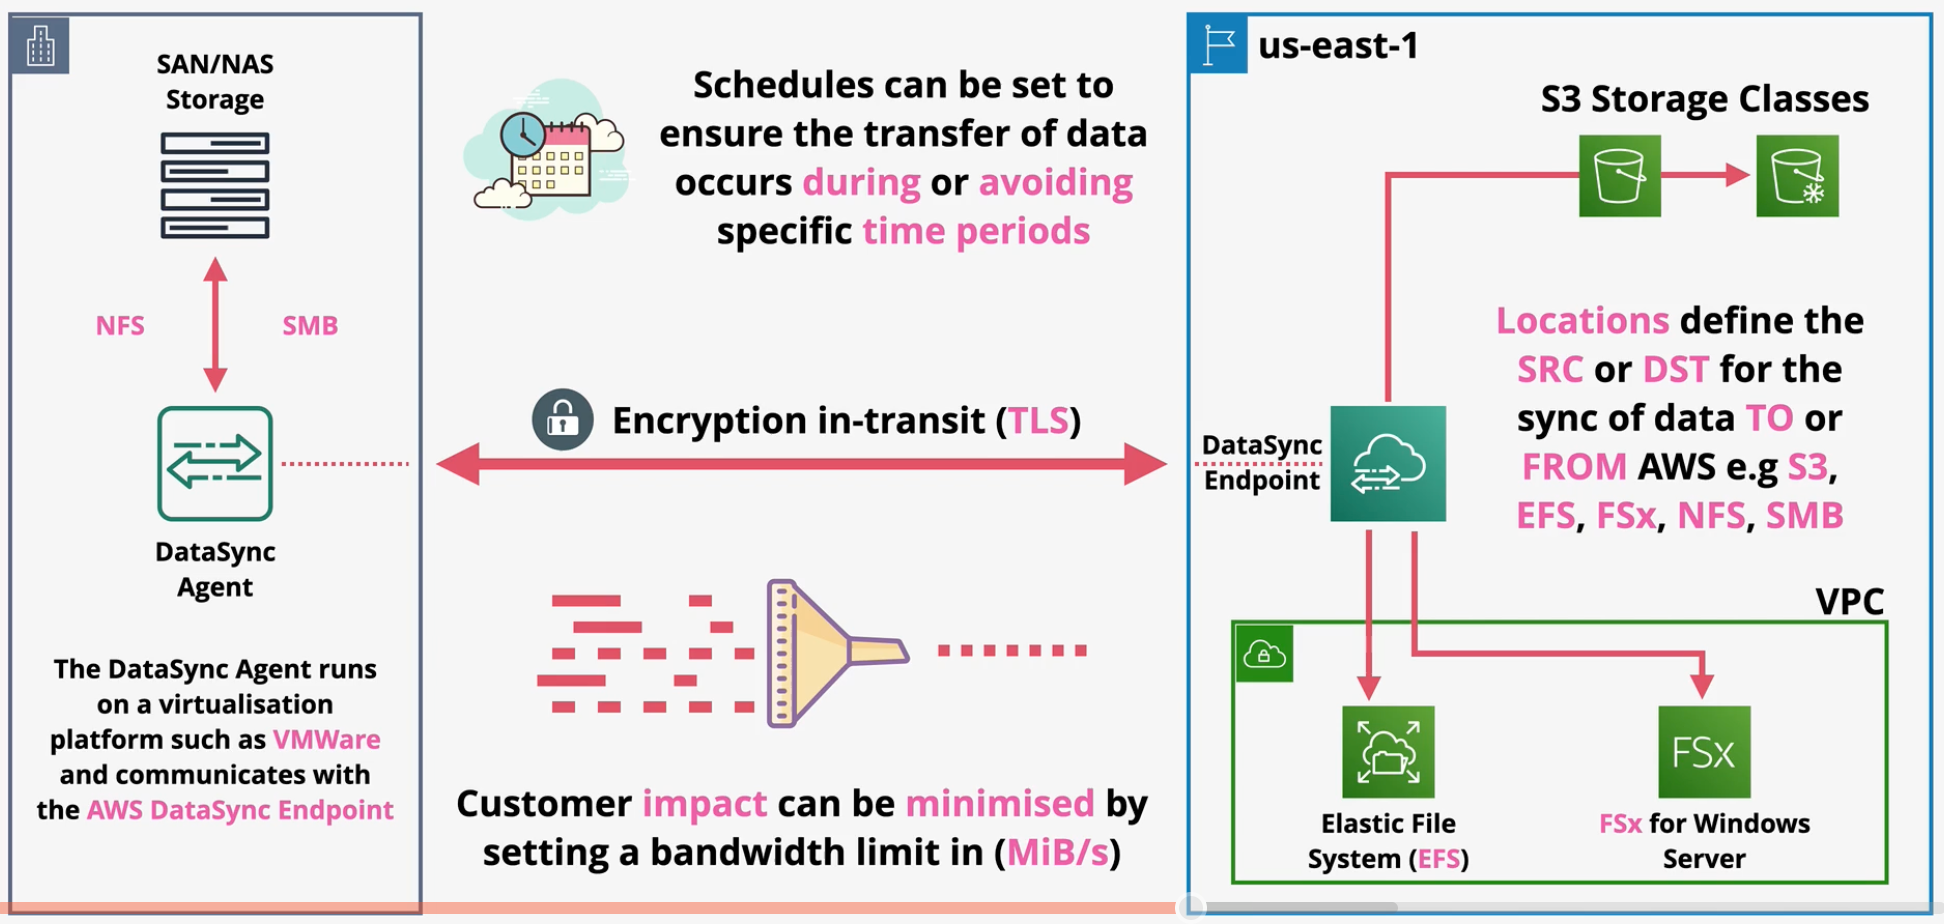 SAN/NAS
Storage
NFS
SMB
DataSync
Agent
The DataSync Agent runs
on a virtualisation
platform such as VMWare
and communicates with
the AWS DataSync Endpoint
Schedules can be set to
ensure the transfer of data
occurs during or avoiding
specific time periods
Encryption in-transit (TLS)
Customer impact can be minimised by
setting a bandwidth limit in (MiB/s)
us-east-1
S3 Storage Classes
Locations define the
SRC or DST for the
sync of data TO or
FROM AWS e.g S3,
EFS, FSx, NFS, SMB
DataSync
Endpoint
VPC
Elastic File
System (EFS)
FSx
FSx for Windows
Server